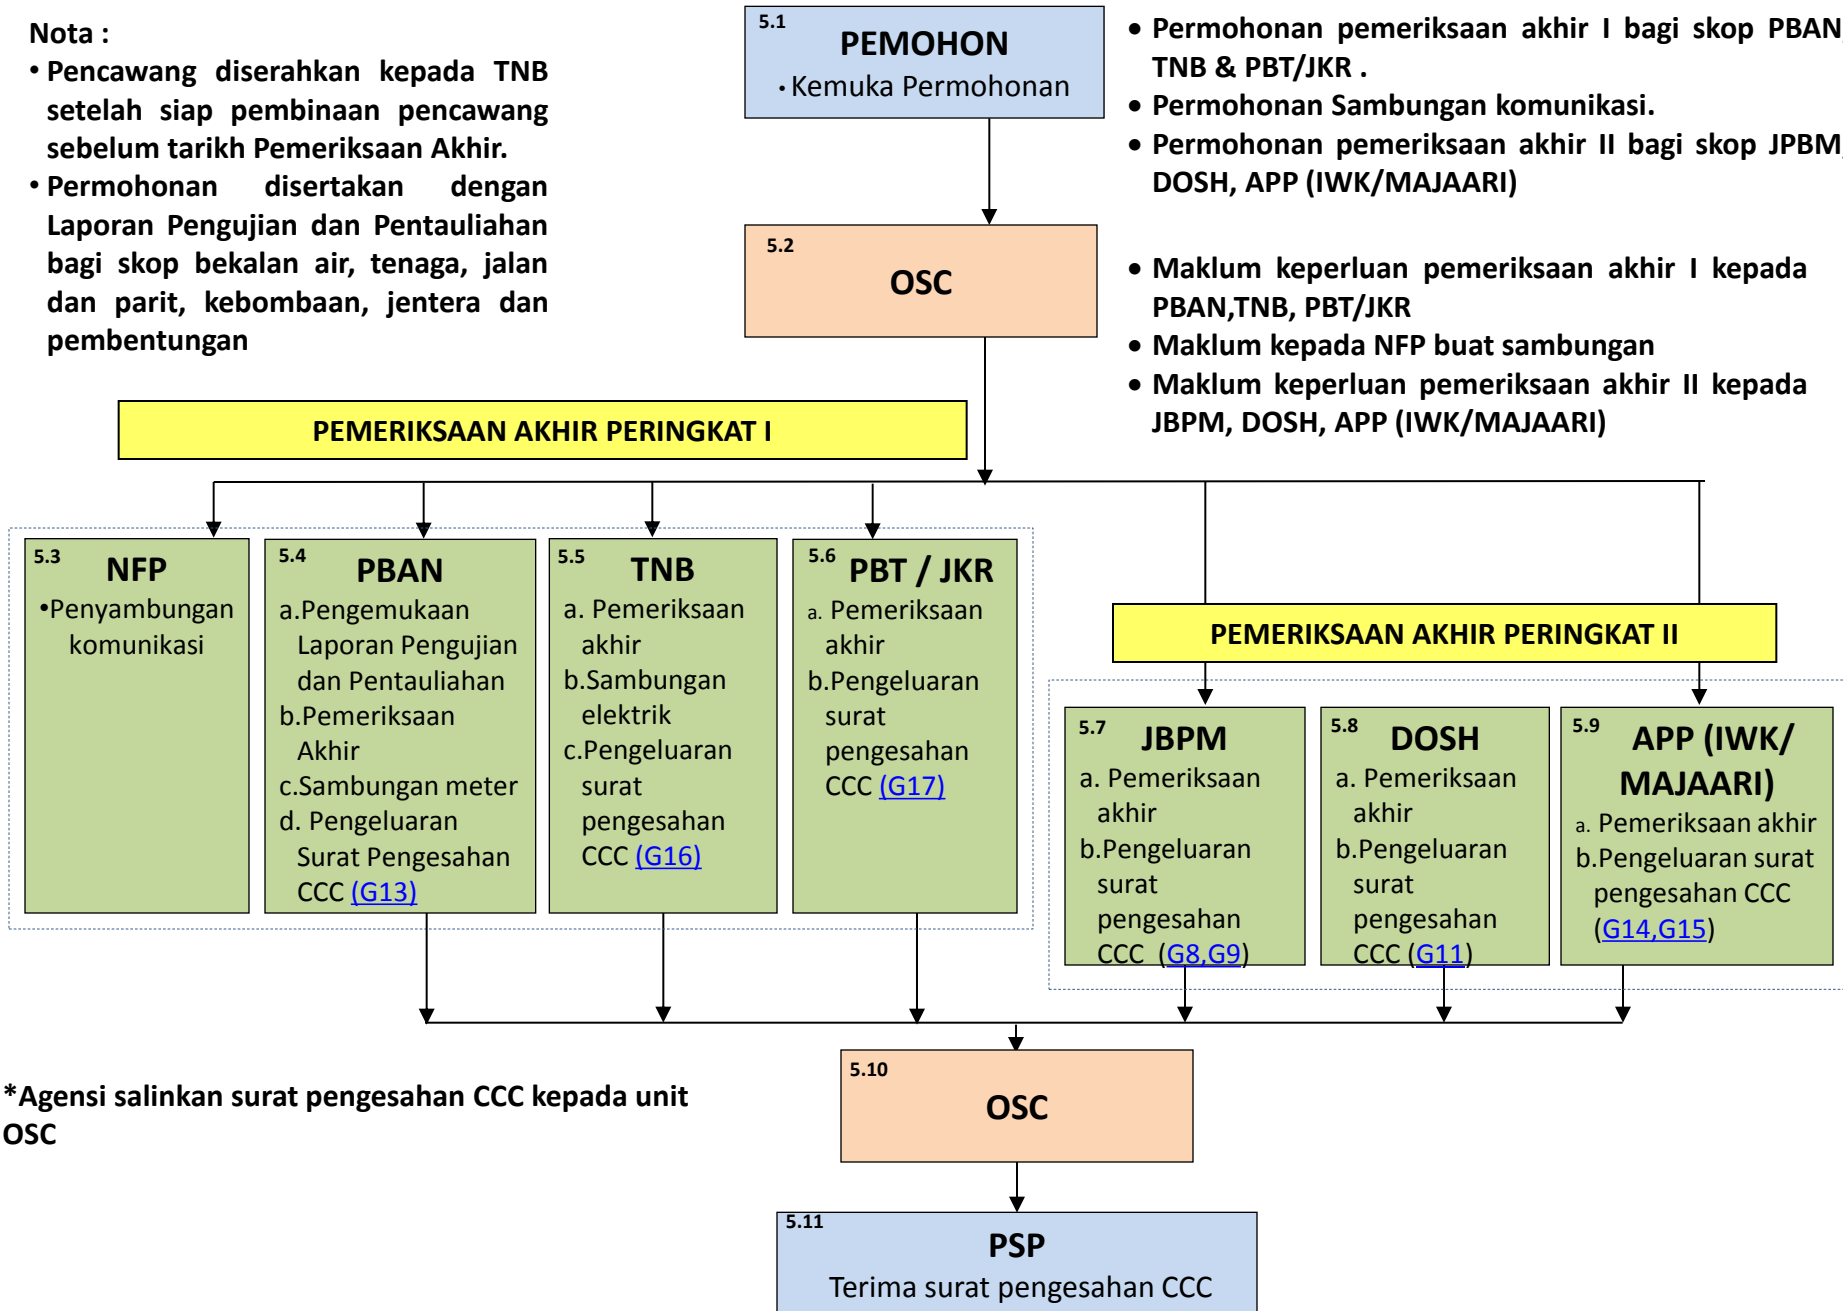 Nota :
• Pencawang diserahkan kepada TNB
setelah siap pembinaan pencawang
sebelum tarikh Pemeriksaan Akhir.
• Permohonan disertakan dengan
Laporan Pengujian dan Pentauliahan
bagi skop bekalan air, tenaga, jalan
dan parit, kebombaan, jentera dan
pembentungan
5.1
PEMOHON
• Kemuka Permohonan
• Permohonan pemeriksaan akhir I bagi skop PBAN,
TNB & PBT/JKR .
• Permohonan Sambungan komunikasi.
• Permohonan pemeriksaan akhir II bagi skop JPBM,
DOSH, APP (IWK/MAJAARI)
5.2
OSC
• Maklum keperluan pemeriksaan akhir I kepada
PBAN,TNB, PBT/JKR
• Maklum kepada NFP buat sambungan
• Maklum keperluan pemeriksaan akhir II kepada
JBPM, DOSH, APP (IWK/MAJAARI)
PEMERIKSAAN AKHIR PERINGKAT I
5.3
NFP
•Penyambungan
komunikasi
5.4
PBAN
a.Pengemukaan
Laporan Pengujian
dan Pentauliahan
b.Pemeriksaan
Akhir
c.Sambungan meter
d. Pengeluaran
Surat Pengesahan
CCC (G13)
5.5
TNB
a. Pemeriksaan
akhir
b.Sambungan
elektrik
c.Pengeluaran
surat
pengesahan
CCC (G16)
5.6
PBT / JKR
a. Pemeriksaan
akhir
b.Pengeluaran
surat
pengesahan
CCC (G17)
PEMERIKSAAN AKHIR PERINGKAT II
5.7
JBPM
a. Pemeriksaan
akhir
b.Pengeluaran
surat
pengesahan
CCC (G8,G9)
5.8
DOSH
a. Pemeriksaan
akhir
b.Pengeluaran
surat
pengesahan
CCC (G11)
5.9
APP (IWK/
MAJAARI)
a. Pemeriksaan akhir
b.Pengeluaran surat
pengesahan CCC
(G14,G15)
*Agensi salinkan surat pengesahan CCC kepada unit
OSC
5.10
OSC
5.11
PSP
Terima surat pengesahan CCC